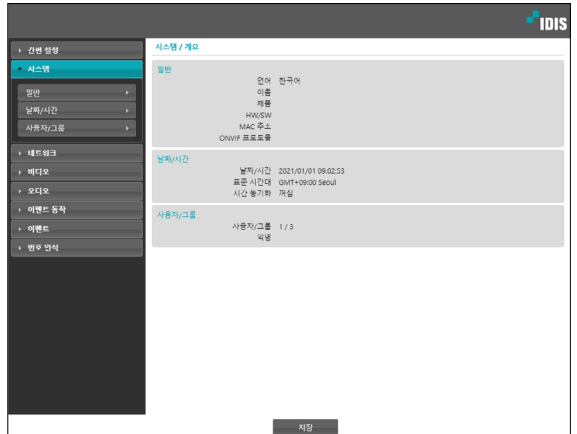 IDIS
간편 설정
시스템
일반
날짜/시간
사용자/그룹
네트워크
비디오
오디오
이벤트 동작
이벤트
번호 인식
시스템 / 개요
일반
언어 한국어
이름
제품
HW/SW
MAC 주소
ONVIF 프로토콜
날짜/시간
날짜/시간 2021/01/01 09:02:53
표준 시간대 GMT+09:00 Seoul
시간 동기화 꺼짐
사용자/그룹
사용자/그룹 1 / 3
익명
저장